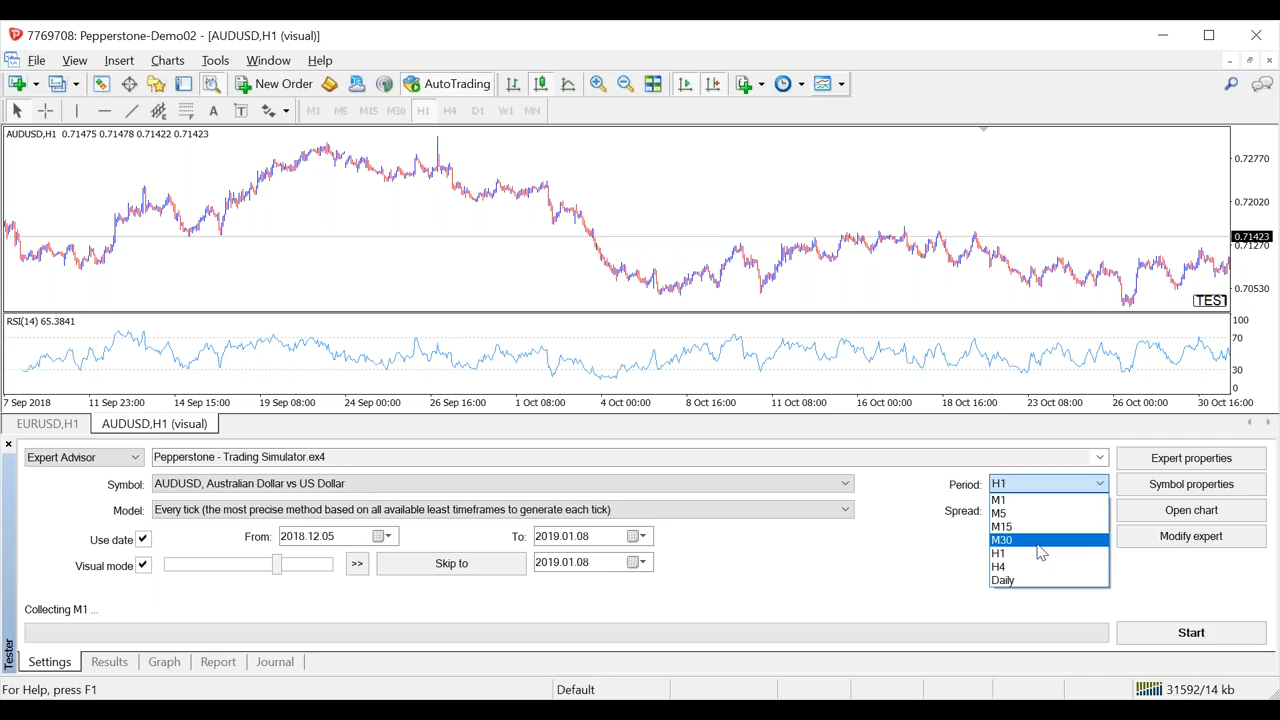 7769708: Pepperstone-Demo02 - [AUDUSD,H1 (visual)]
File View Insert Charts Tools Window Help
New Order AutoTrading
A T M1 M5 M15 M30 H1 H4 D1 W1 MN
AUDUSD,H1 0.71475 0.71478 0.71422 0.71423
0.72770
0.72020
0.71423
0.71270
0.70530
TEST
RSI(14) 65.3841
100
70
30
0
7 Sep 2018 11 Sep 23:00 14 Sep 15:00 19 Sep 08:00 24 Sep 00:00 26 Sep 16:00 1 Oct 08:00 4 Oct 00:00 8 Oct 16:00 11 Oct 08:00 16 Oct 00:00 18 Oct 16:00 23 Oct 08:00 26 Oct 00:00 30 Oct 16:00
EURUSD,H1 AUDUSD,H1 (visual)
Expert Advisor Pepperstone - Trading Simulator.ex4 Expert properties
Symbol: AUDUSD, Australian Dollar vs US Dollar Period: H1 Symbol properties
M1
Model: Every tick (the most precise method based on all available least timeframes to generate each tick) Spread: M5 Open chart
M15
Use date From: 2018.12.05 To: 2019.01.08 M30 Modify expert
H1
Visual mode >> Skip to 2019.01.08 H4
Daily
Collecting M1 ...
Start
Tester
Settings Results Graph Report Journal
For Help, press F1 Default 31592/14 kb